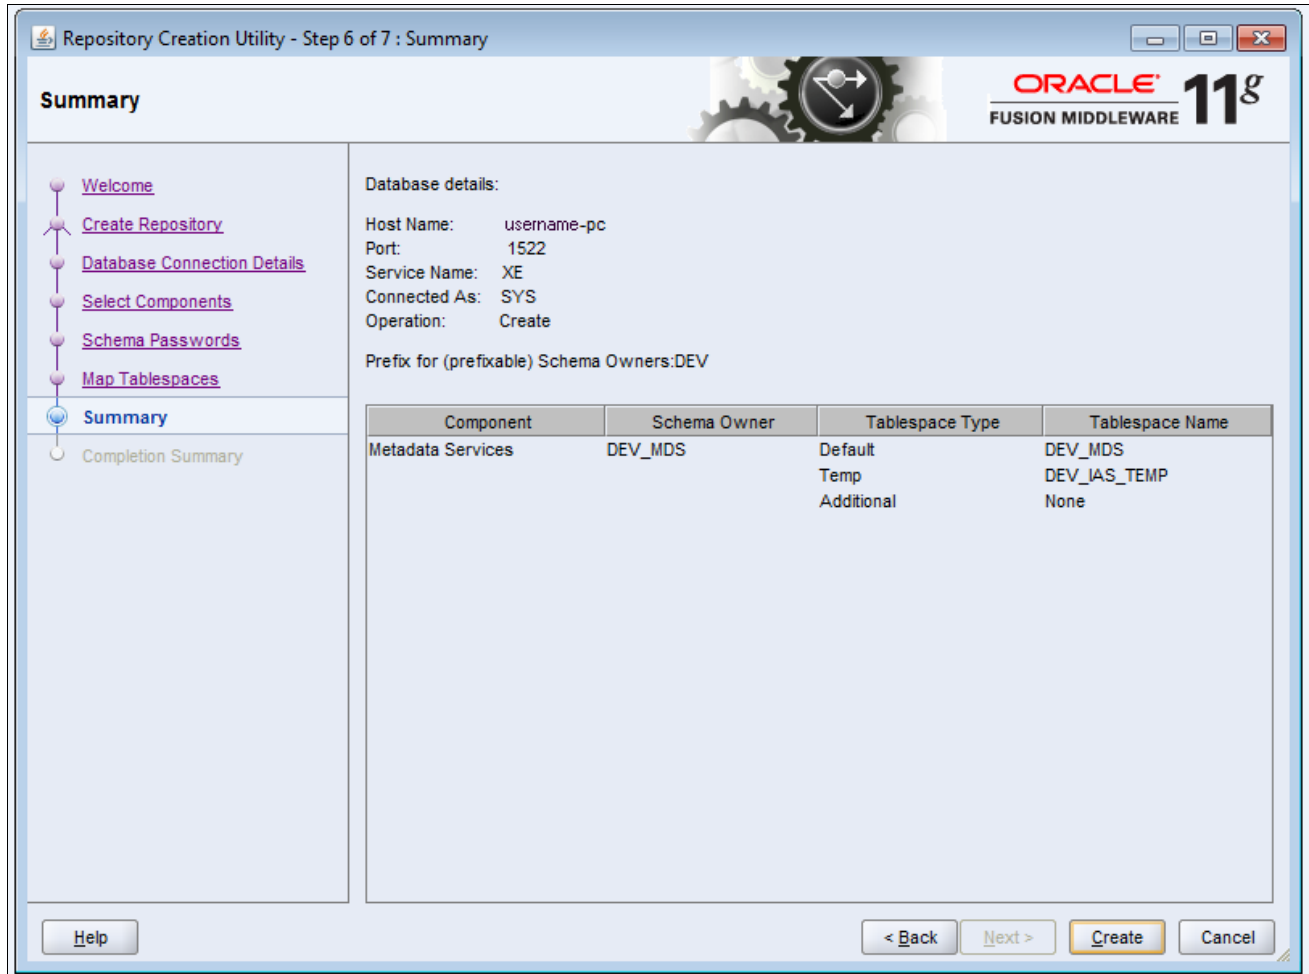 Repository Creation Utility - Step 6 of 7 : Summary
Summary
ORACLE
FUSION MIDDLEWARE 11g
Welcome
Create Repository
Database Connection Details
Select Components
Schema Passwords
Map Tablespaces
Summary
Completion Summary
Database details:
Host Name: username-pc
Port: 1522
Service Name: XE
Connected As: SYS
Operation: Create
Prefix for (prefixable) Schema Owners:DEV
Component Schema Owner Tablespace Type Tablespace Name
Metadata Services DEV_MDS Default DEV_MDS
Temp DEV_IAS_TEMP
Additional None
Help < Back Next > Create Cancel